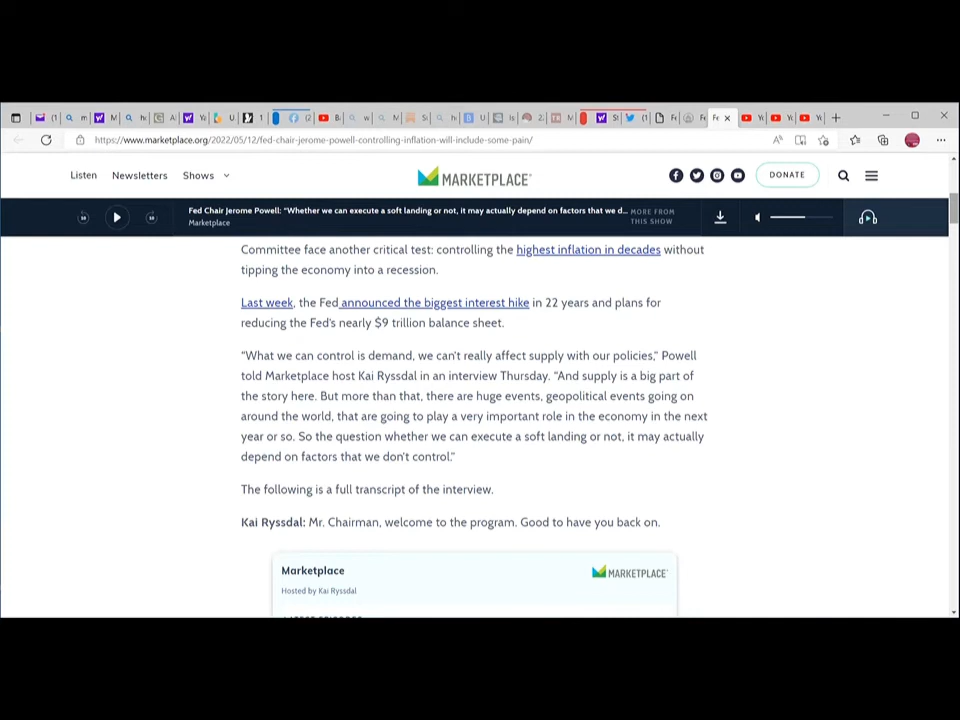 https://www.marketplace.org/2022/05/12/fed-chair-jerome-powell-controlling-inflation-will-include-some-pain/
Listen Newsletters Shows MARKETPLACE DONATE
Fed Chair Jerome Powell: "Whether we can execute a soft landing or not, it may actually depend on factors that we d...
Marketplace
MORE FROM
THIS SHOW
Committee face another critical test: controlling the highest inflation in decades without
tipping the economy into a recession.
Last week, the Fed announced the biggest interest hike in 22 years and plans for
reducing the Fed's nearly $9 trillion balance sheet.
"What we can control is demand, we can't really affect supply with our policies," Powell
told Marketplace host Kai Ryssdal in an interview Thursday. "And supply is a big part of
the story here. But more than that, there are huge events, geopolitical events going on
around the world, that are going to play a very important role in the economy in the next
year or so. So the question whether we can execute a soft landing or not, it may actually
depend on factors that we don't control."
The following is a full transcript of the interview.
Kai Ryssdal: Mr. Chairman, welcome to the program. Good to have you back on.
Marketplace MARKETPLACE
Hosted by Kai Ryssdal